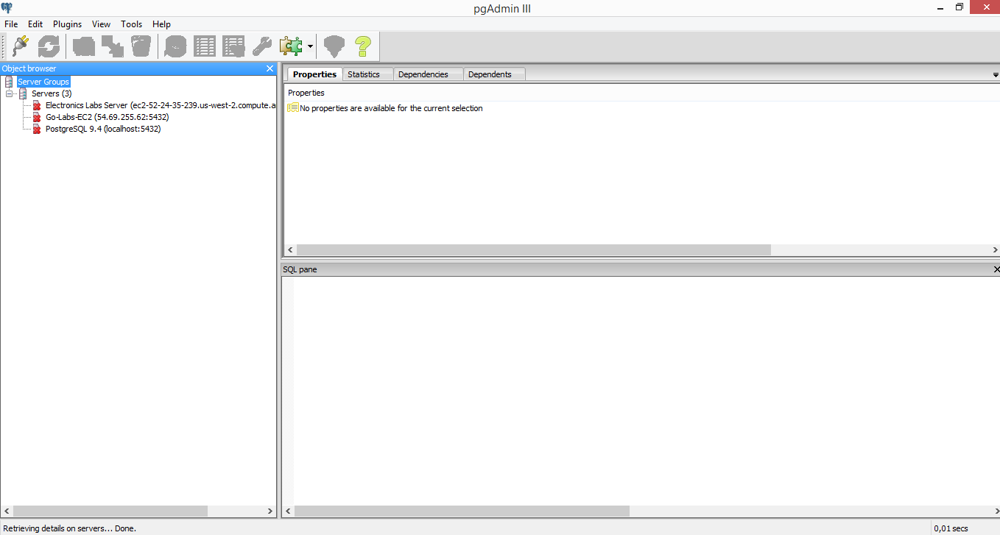 pgAdmin III
File Edit Plugins View Tools Help
Object browser
Server Groups
Servers (3)
Electronics Labs Server (ec2-52-24-35-239.us-west-2.compute.a
Go-Labs-EC2 (54.69.255.62:5432)
PostgreSQL 9.4 (localhost:5432)
Properties Statistics Dependencies Dependents
Properties
No properties are available for the current selection
SQL pane
Retrieving details on servers... Done.
0,01 secs